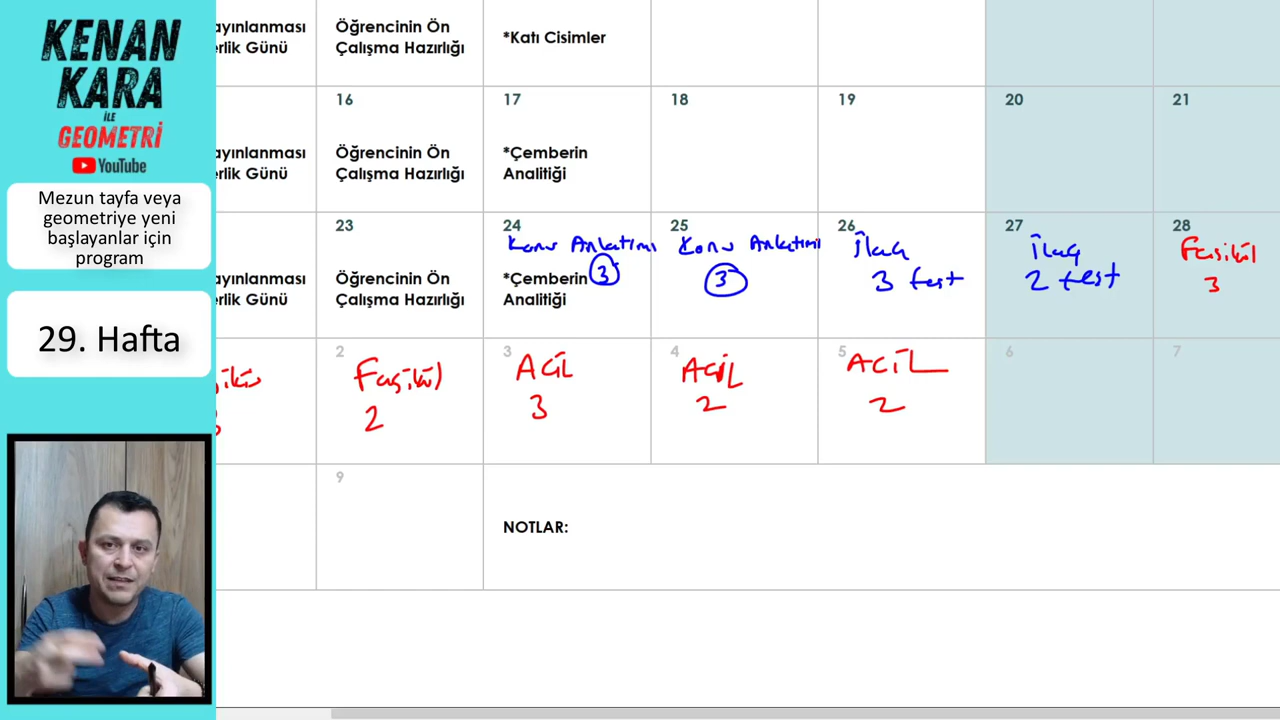 KENAN
KARA
İLE
GEOMETRİ
YouTube
Mezun tayfa veya
geometriye yeni
başlayanlar için
program
29. Hafta
ayınlanması
erlik Günü
Öğrencinin Ön
Çalışma Hazırlığı
*Katı Cisimler
16
17
18
19
20
21
ayınlanması
erlik Günü
Öğrencinin Ön
Çalışma Hazırlığı
*Çemberin
Analitiği
23
24
25
26
27
28
Konu Anlatımı
3
Konu Anlatımı
3
İlaç
3 test
İlaç
2 test
Fasikül
3
ayınlanması
erlik Günü
Öğrencinin Ön
Çalışma Hazırlığı
*Çemberin
Analitiği
2
3
4
5
6
7
Fasikül
2
ACİL
3
ACİL
2
ACİL
2
9
NOTLAR: